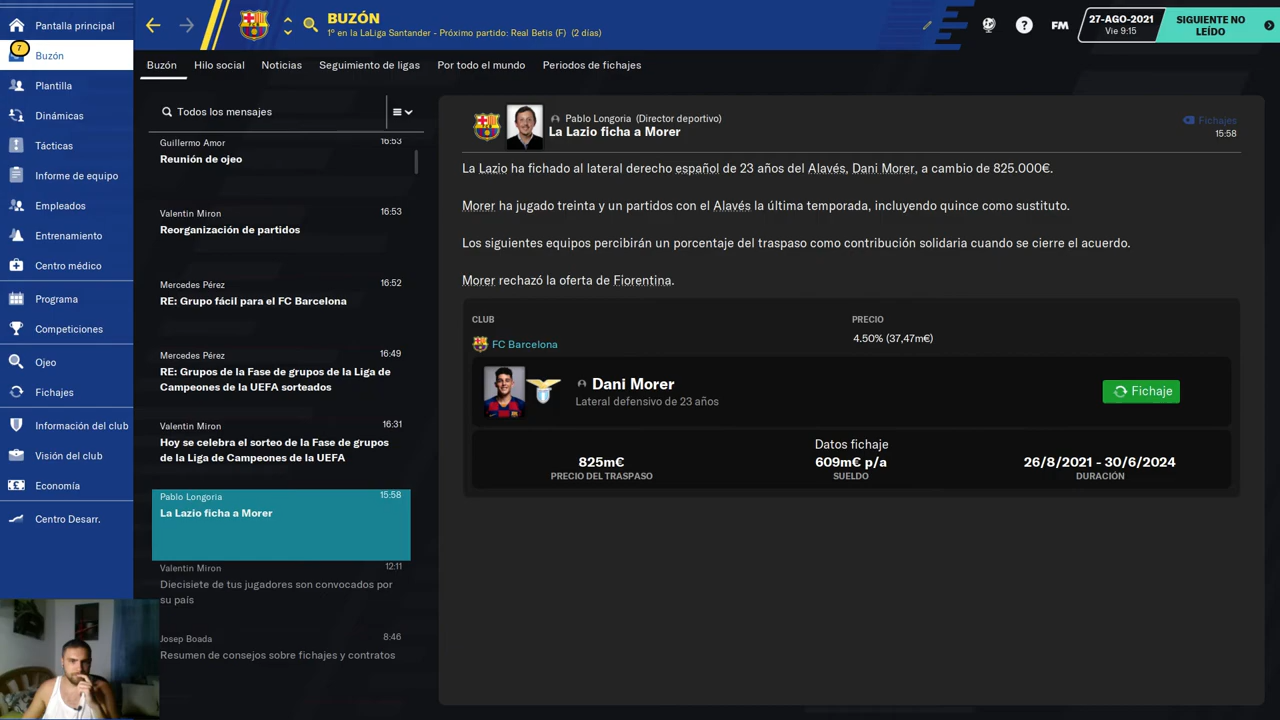 Pantalla principal
7
Buzón
Plantilla
Dinámicas
Tácticas
Informe de equipo
Empleados
Entrenamiento
Centro médico
Programa
Competiciones
Ojeo
Fichajes
Información del club
Visión del club
Economía
Centro Desarr.
BUZÓN
1º en la LaLiga Santander - Próximo partido: Real Betis (F) (2 días)
?
FM
27-AGO-2021
Vie 9:15
SIGUIENTE NO
LEÍDO
Buzón
Hilo social
Noticias
Seguimiento de ligas
Por todo el mundo
Periodos de fichajes
Todos los mensajes
Guillermo Amor 16:53
Reunión de ojeo
Valentin Miron 16:53
Reorganización de partidos
Mercedes Pérez 16:52
RE: Grupo fácil para el FC Barcelona
Mercedes Pérez 16:49
RE: Grupos de la Fase de grupos de la Liga de
Campeones de la UEFA sorteados
Valentin Miron 16:31
Hoy se celebra el sorteo de la Fase de grupos
de la Liga de Campeones de la UEFA
Pablo Longoria 15:58
La Lazio ficha a Morer
Valentin Miron 12:11
Diecisiete de tus jugadores son convocados por
su país
Josep Boada 8:46
Resumen de consejos sobre fichajes y contratos
Pablo Longoria (Director deportivo)
La Lazio ficha a Morer
Fichajes
15:58
La Lazio ha fichado al lateral derecho español de 23 años del Alavés, Dani Morer, a cambio de 825.000€.
Morer ha jugado treinta y un partidos con el Alavés la última temporada, incluyendo quince como sustituto.
Los siguientes equipos percibirán un porcentaje del traspaso como contribución solidaria cuando se cierre el acuerdo.
Morer rechazó la oferta de Fiorentina.
CLUB PRECIO
FC Barcelona 4.50% (37,47m€)
Dani Morer
Lateral defensivo de 23 años
Fichaje
Datos fichaje
825m€ 609m€ p/a 26/8/2021 - 30/6/2024
PRECIO DEL TRASPASO SUELDO DURACIÓN